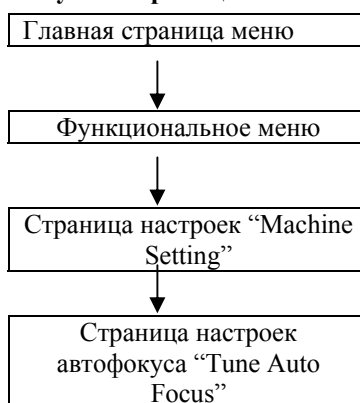 Главная страница меню
Функциональное меню
Страница настроек “Machine
Setting”
Страница настроек
автофокуса “Tune Auto
Focus”